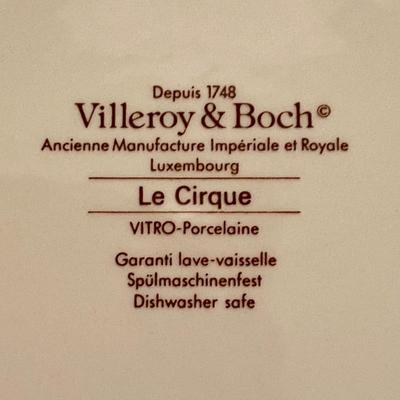 Depuis 1748
Villeroy & Boch©
Ancienne Manufacture Impériale et Royale
Luxembourg
Le Cirque
VITRO-Porcelaine
Garanti lave-vaisselle
Spülmaschinenfest
Dishwasher safe